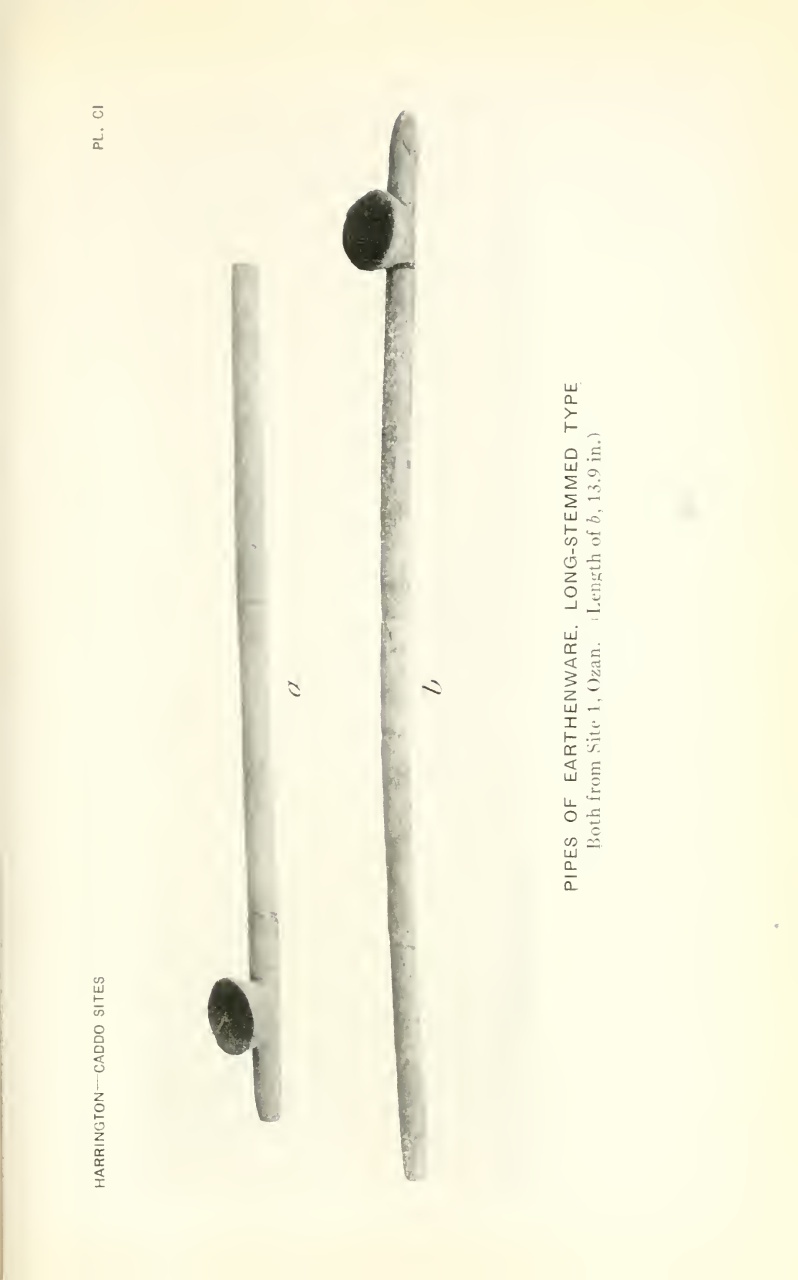 HARRINGTON—CADDO SITES
PL. CI
a
b
PIPES OF EARTHENWARE. LONG-STEMMED TYPE
Both from Site 1, Ozan. (Length of b, 13.9 in.)